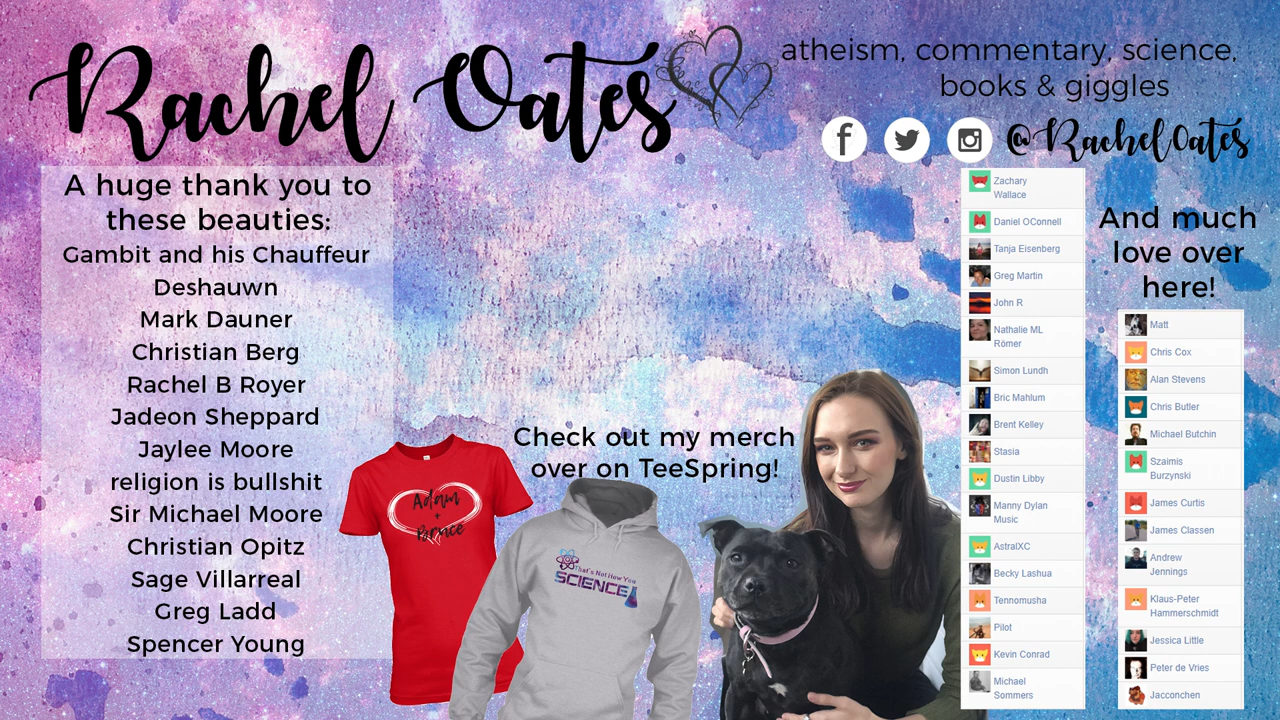 Rachel Oates
atheism, commentary, science,
books & giggles
@RachelOates
A huge thank you to
these beauties:
Gambit and his Chauffeur
Deshauwn
Mark Dauner
Christian Berg
Rachel B Royer
Jadeon Sheppard
Jaylee Moore
religion is bullshit
Sir Michael Moore
Christian Opitz
Sage Villarreal
Greg Ladd
Spencer Young
Check out my merch
over on TeeSpring!
Adam
+
Bruce
That's Not How You
SCIENCE
Zachary
Wallace
Daniel OConnell
Tanja Eisenberg
Greg Martin
John R
Nathalie ML
Römer
Simon Lundh
Bric Mahlum
Brent Kelley
Stasia
Dustin Libby
Manny Dylan
Music
AstralXC
Becky Lashua
Tennomusha
Pilot
Kevin Conrad
Michael
Sommers
And much
love over
here!
Matt
Chris Cox
Alan Stevens
Chris Butler
Michael Butchin
Szaimis
Burzynski
James Curtis
James Classen
Andrew
Jennings
Klaus-Peter
Hammerschmidt
Jessica Little
Peter de Vries
Jacconchen